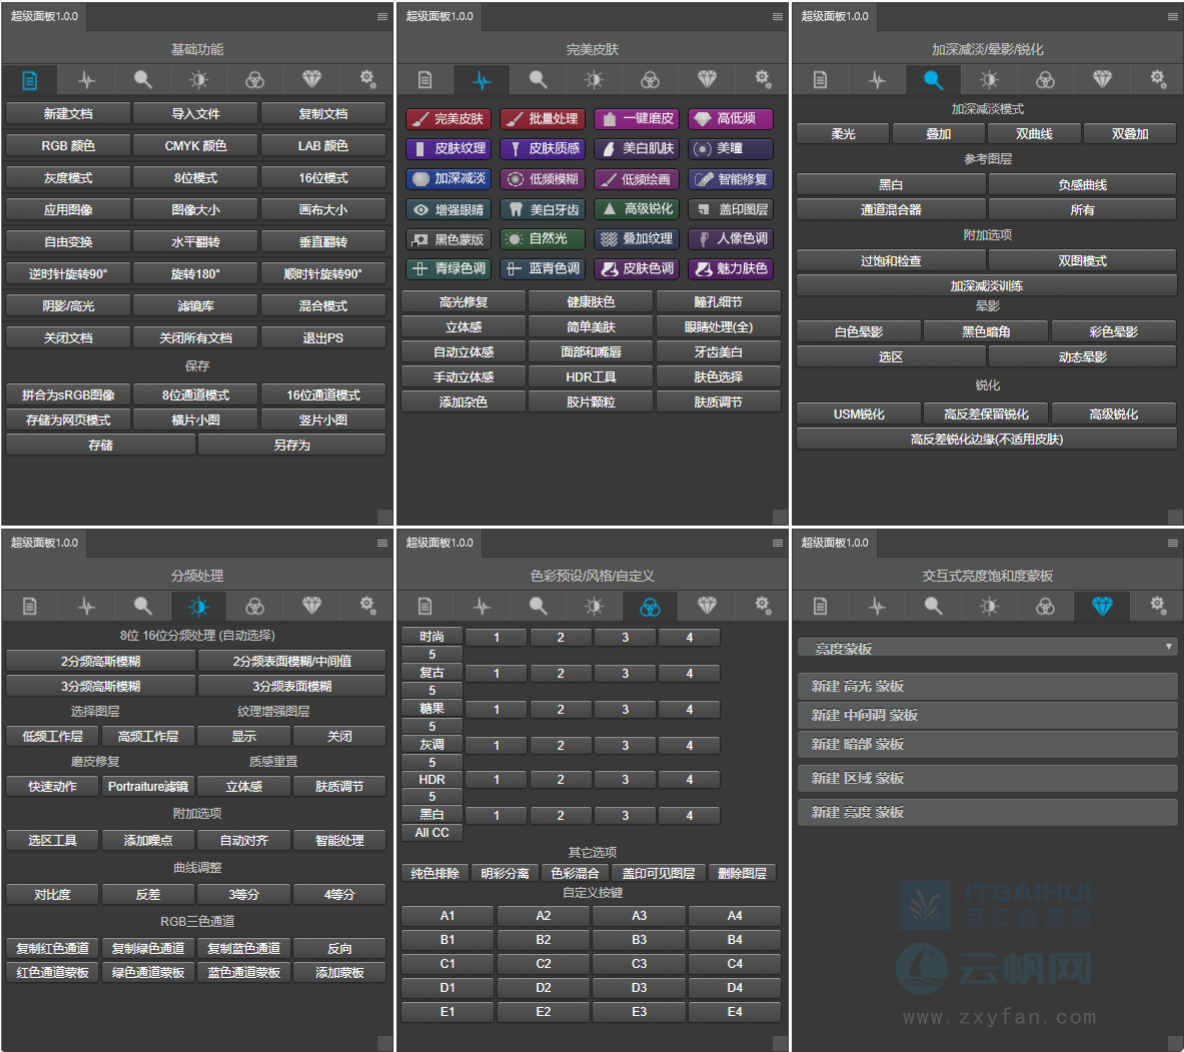 超级面板1.0.0
基础功能
新建文档 导入文件 复制文档
RGB 颜色 CMYK 颜色 LAB 颜色
灰度模式 8位模式 16位模式
应用图像 图像大小 画布大小
自由变换 水平翻转 垂直翻转
逆时针旋转90° 旋转180° 顺时针旋转90°
阴影/高光 滤镜库 混合模式
关闭文档 关闭所有文档 退出PS
保存
拼合为sRGB图像 8位通道模式 16位通道模式
存储为网页模式 横片小图 竖片小图
存储 另存为
超级面板1.0.0
完美皮肤
完美皮肤 批量处理 一键磨皮 高低频
皮肤纹理 皮肤质感 美白肌肤 美瞳
加深减淡 低频模糊 低频绘画 智能修复
增强眼睛 美白牙齿 高级锐化 盖印图层
黑色蒙版 自然光 叠加纹理 人像色调
青绿色调 蓝青色调 皮肤色调 魅力肤色
高光修复 健康肤色 瞳孔细节
立体感 简单美肤 眼睛处理(全)
自动立体感 面部和嘴唇 牙齿美白
手动立体感 HDR工具 肤色选择
添加杂色 胶片颗粒 肤质调节
超级面板1.0.0
加深减淡/晕影/锐化
加深减淡模式
柔光 叠加 双曲线 双叠加
参考图层
黑白 负感曲线
通道混合器 所有
附加选项
过饱和检查 双图模式
加深减淡训练
晕影
白色晕影 黑色暗角 彩色晕影
选区 动态晕影
锐化
USM锐化 高反差保留锐化 高级锐化
高反差锐化边缘(不适用皮肤)
超级面板1.0.0
分频处理
8位 16位分频处理 (自动选择)
2分频高斯模糊 2分频表面模糊/中间值
3分频高斯模糊 3分频表面模糊
选择图层 纹理增强图层
低频工作层 高频工作层 显示 关闭
磨皮修复 质感重置
快速动作 Portraiture滤镜 立体感 肤质调节
附加选项
选区工具 添加噪点 自动对齐 智能处理
曲线调整
对比度 反差 3等分 4等分
RGB三色通道
复制红色通道 复制绿色通道 复制蓝色通道 反向
红色通道蒙板 绿色通道蒙板 蓝色通道蒙板 添加蒙板
超级面板1.0.0
色彩预设/风格/自定义
时尚 1 2 3 4
5
复古 1 2 3 4
5
糖果 1 2 3 4
5
灰调 1 2 3 4
5
HDR 1 2 3 4
5
黑白 1 2 3 4
All CC
其它选项
纯色排除 明彩分离 色彩混合 盖印可见图层 删除图层
自定义按键
A1 A2 A3 A4
B1 B2 B3 B4
C1 C2 C3 C4
D1 D2 D3 D4
E1 E2 E3 E4
超级面板1.0.0
交互式亮度饱和度蒙板
亮度蒙板
新建 高光 蒙板
新建 中间调 蒙板
新建 暗部 蒙板
新建 区域 蒙板
新建 亮度 蒙板
ITBAIHUI
百汇资源网
云帆网
www.zxyfan.com